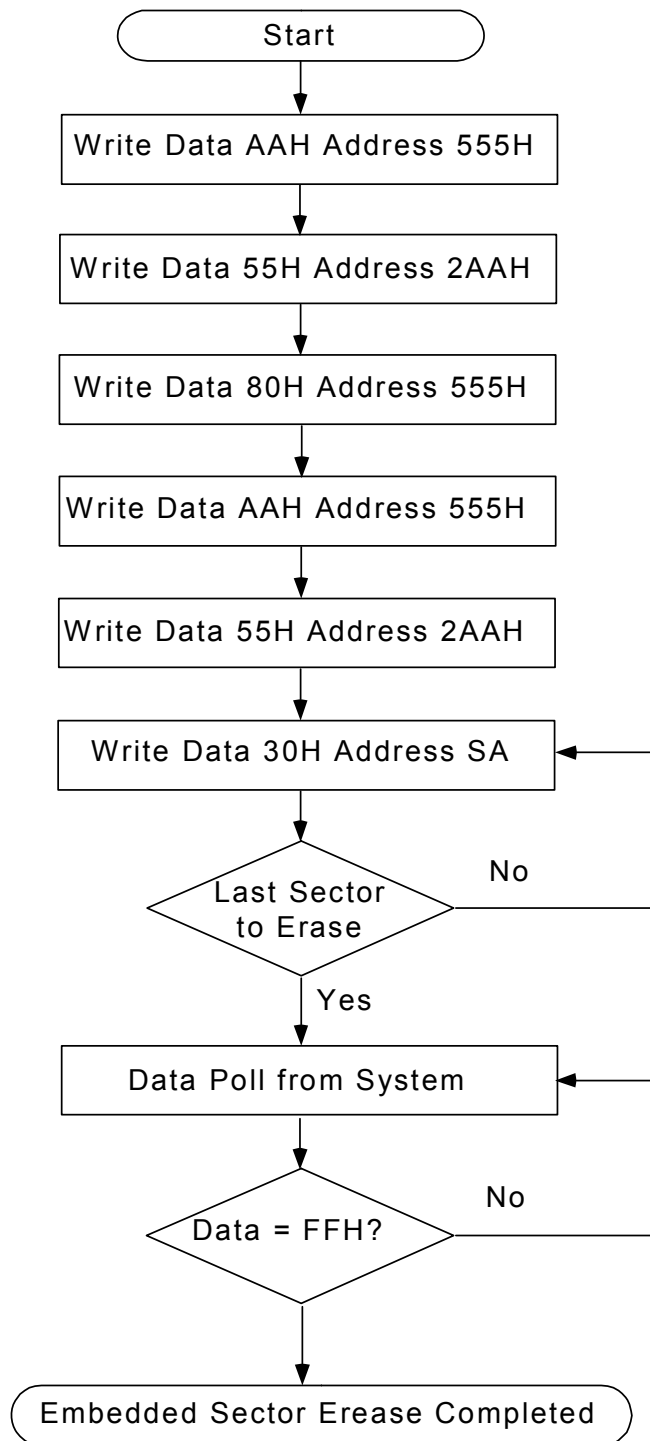 Start
Write Data AAH Address 555H
Write Data 55H Address 2AAH
Write Data 80H Address 555H
Write Data AAH Address 555H
Write Data 55H Address 2AAH
Write Data 30H Address SA
Last Sector
to Erase
No
Yes
Data Poll from System
Data = FFH?
No
Embedded Sector Erease Completed